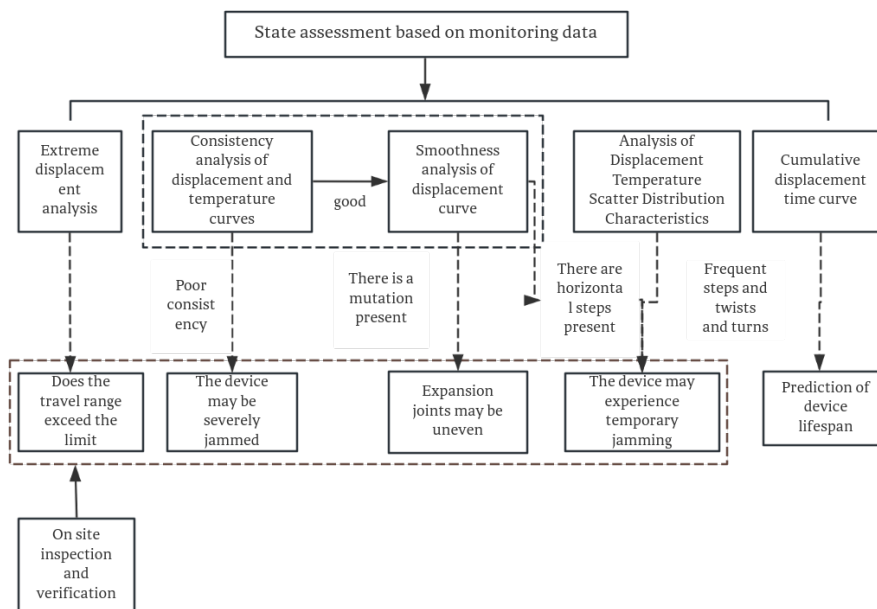 State assessment based on monitoring data
Extreme
displacem
ent
analysis
Consistency
analysis of
displacement and
temperature
curves
good
Smoothness
analysis of
displacement
curve
Analysis of
Displacement
Temperature
Scatter Distribution
Characteristics
Cumulative
displacement
time curve
Poor
consist
ency
There is a
mutation
present
There are
horizonta
l steps
present
Frequent
steps and
twists
and turns
Does the
travel range
exceed the
limit
The device
may be
severely
jammed
Expansion
joints may be
uneven
The device may
experience
temporary
jamming
Prediction of
device
lifespan
On site
inspection
and
verification